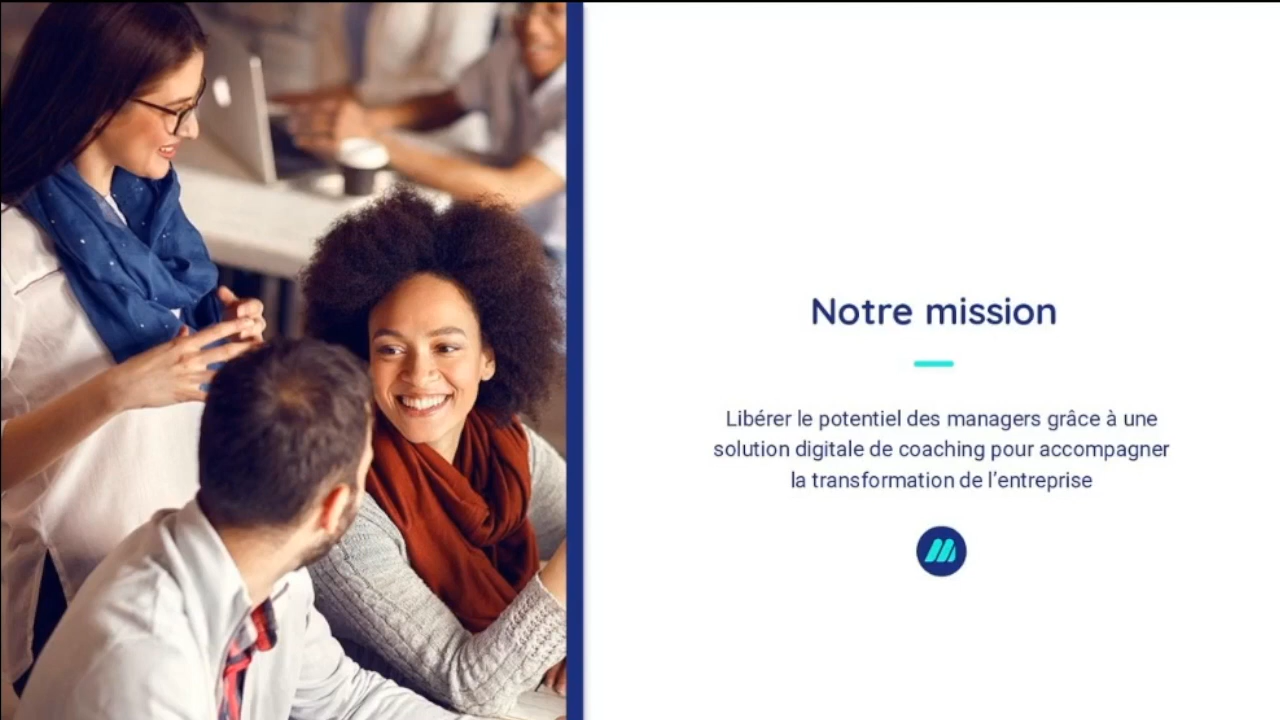 Notre mission
Libérer le potentiel des managers grâce à une
solution digitale de coaching pour accompagner
la transformation de l'entreprise